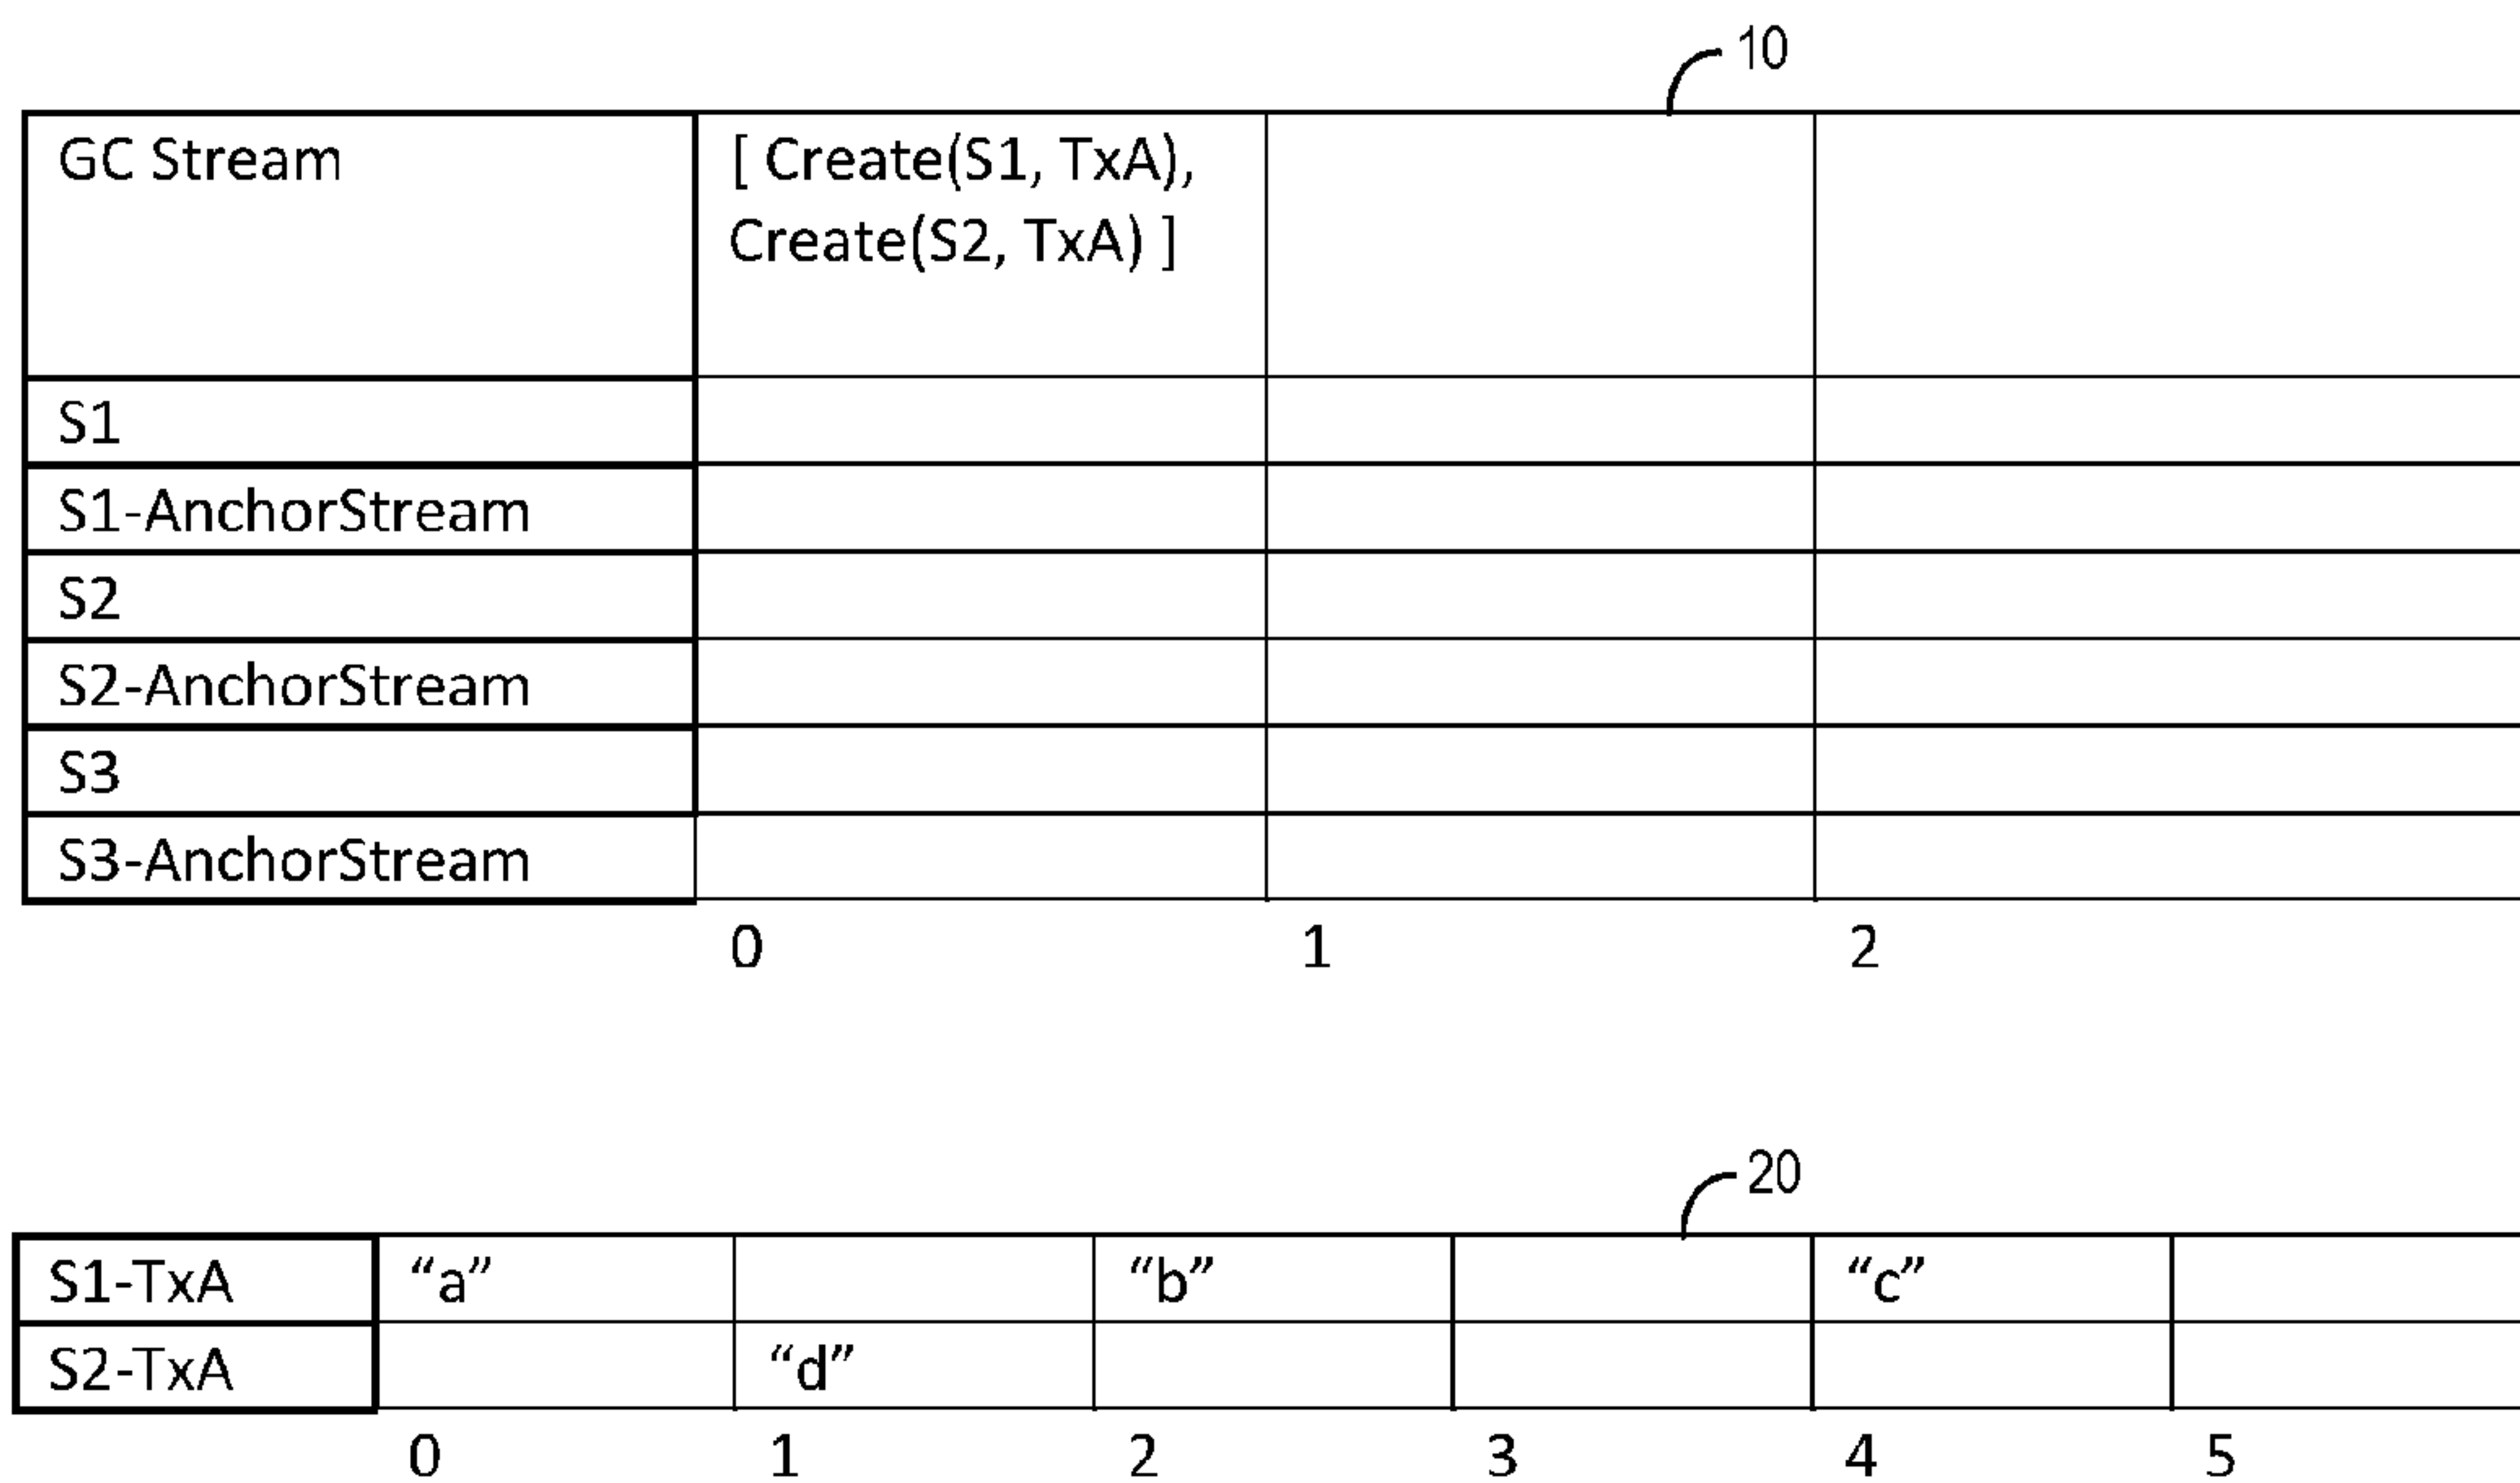 10
GC Stream
[ Create(S1, TxA),
Create(S2, TxA) ]
S1
S1-AnchorStream
S2
S2-AnchorStream
S3
S3-AnchorStream
0 1 2
20
S1-TxA “a” “b” “c”
S2-TxA “d”
0 1 2 3 4 5